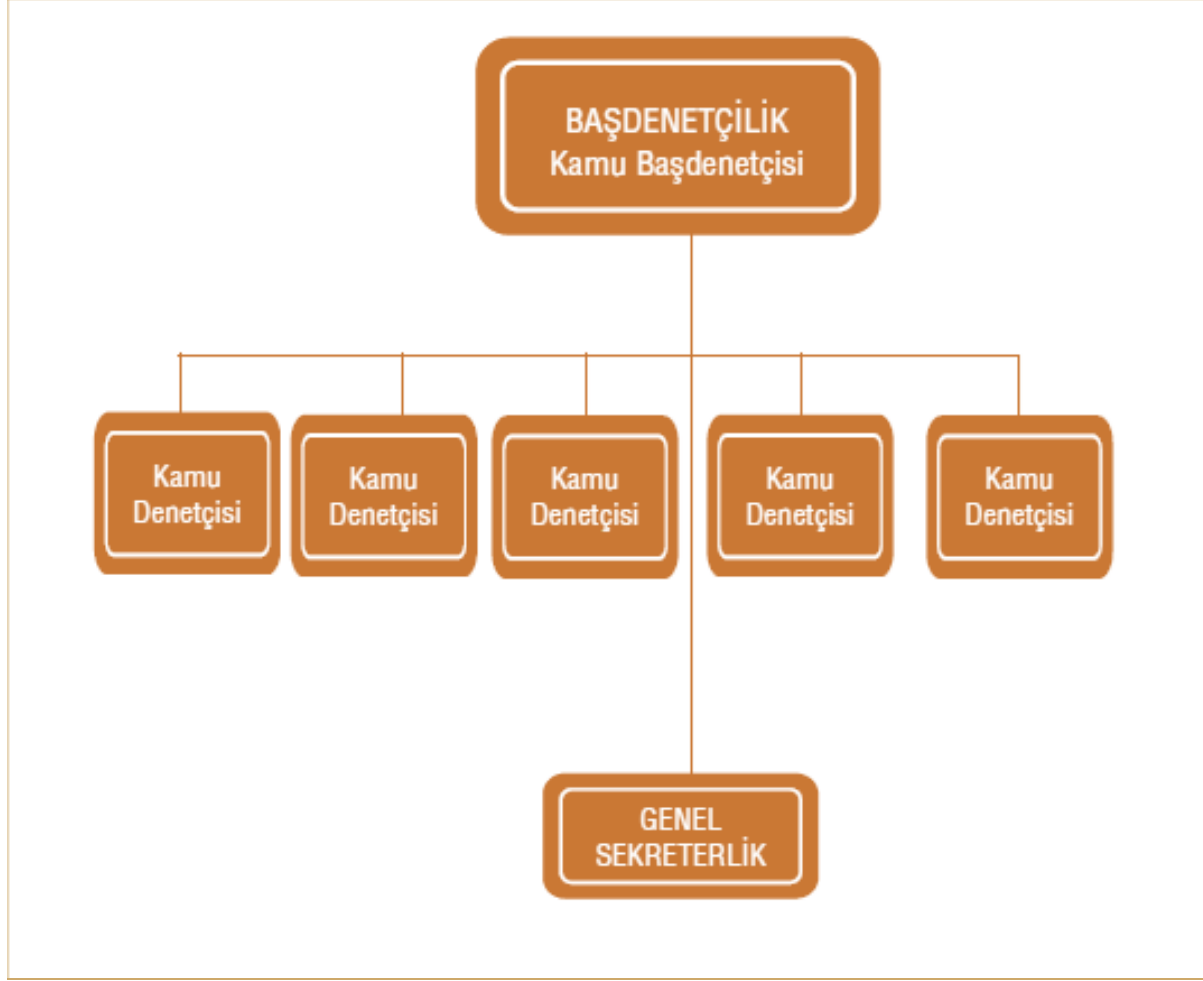 BAŞDENETÇİLİK
Kamu Başdenetçisi
Kamu
Denetçisi
Kamu
Denetçisi
Kamu
Denetçisi
Kamu
Denetçisi
Kamu
Denetçisi
GENEL
SEKRETERLİK